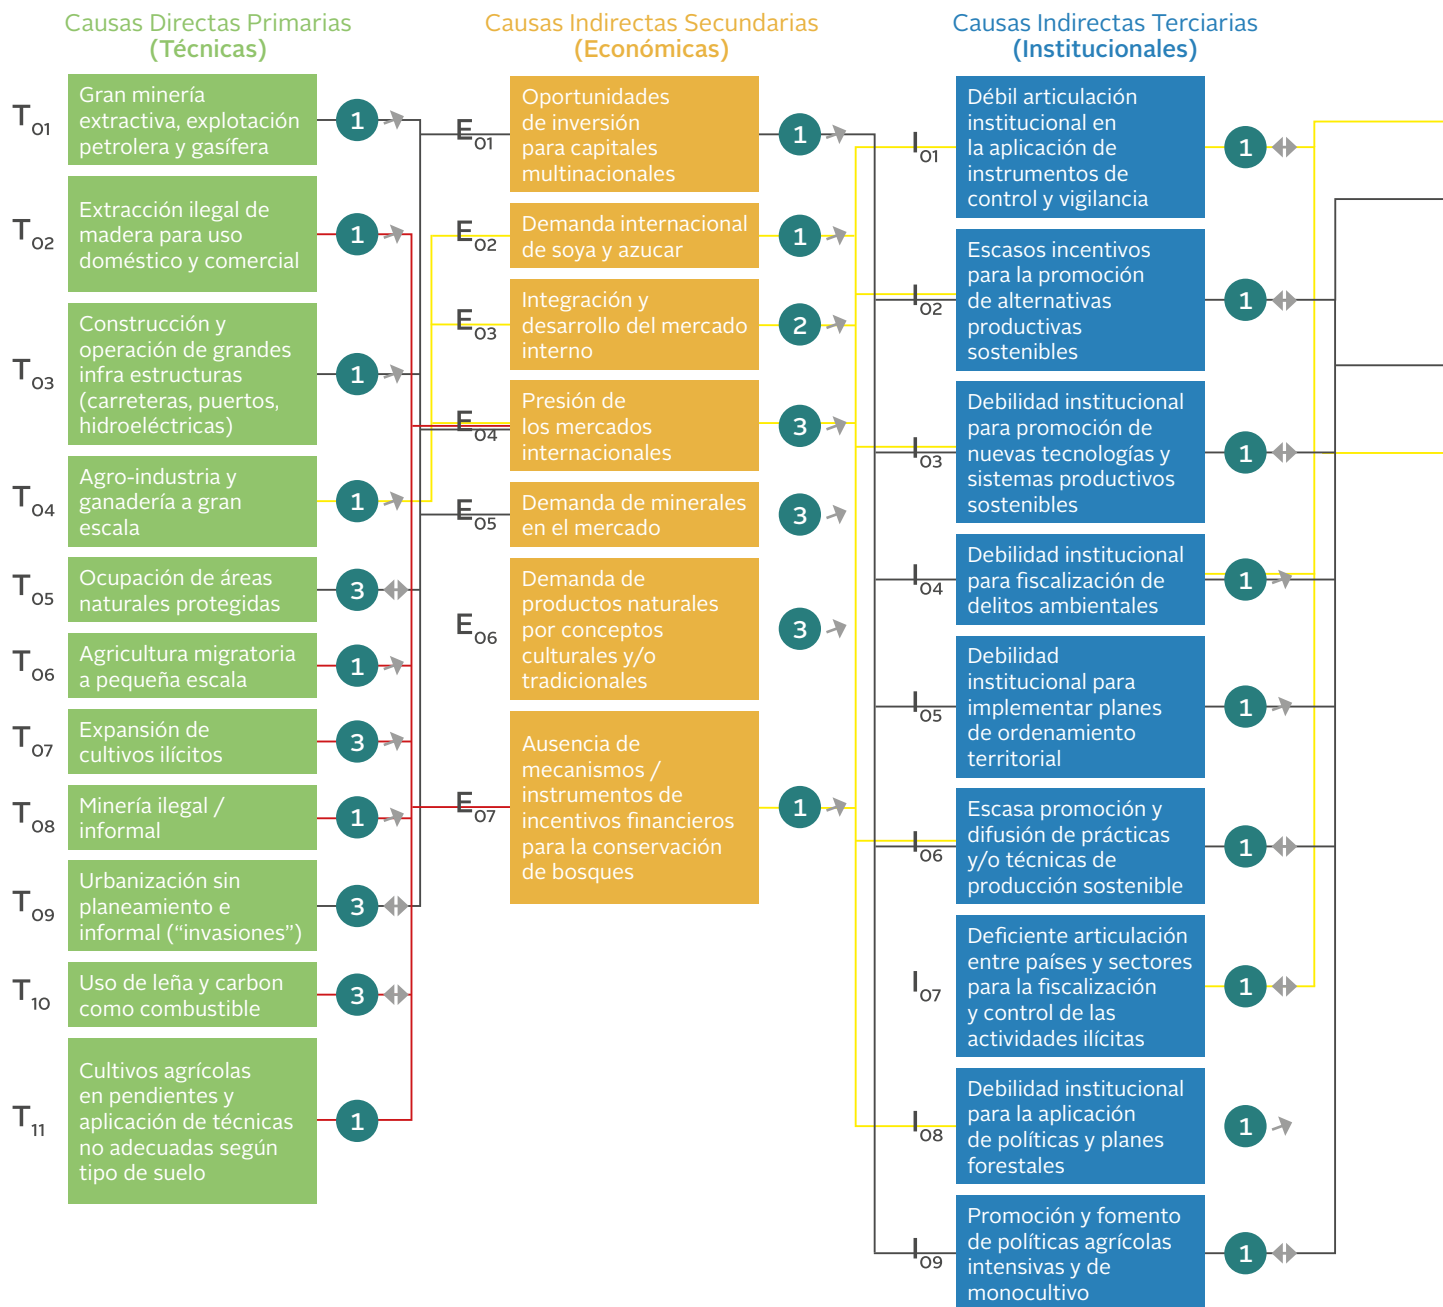 Causas Directas Primarias
(Técnicas)
T01
Gran minería
extractiva, explotación
petrolera y gasífera
1
T02
Extracción ilegal de
madera para uso
doméstico y comercial
1
T03
Construcción y
operación de grandes
infra estructuras
(carreteras, puertos,
hidroeléctricas)
1
T04
Agro-industria y
ganadería a gran
escala
1
T05
Ocupación de áreas
naturales protegidas
3
T06
Agricultura migratoria
a pequeña escala
1
T07
Expansión de
cultivos ilícitos
3
T08
Minería ilegal /
informal
1
T09
Urbanización sin
planeamiento e
informal (“invasiones”)
3
T10
Uso de leña y carbon
como combustible
3
T11
Cultivos agrícolas
en pendientes y
aplicación de técnicas
no adecuadas según
tipo de suelo
1
Causas Indirectas Secundarias
(Económicas)
E01
Oportunidades
de inversión
para capitales
multinacionales
1
E02
Demanda internacional
de soya y azucar
1
E03
Integración y
desarrollo del mercado
interno
2
E04
Presión de
los mercados
internacionales
3
E05
Demanda de minerales
en el mercado
3
E06
Demanda de
productos naturales
por conceptos
culturales y/o
tradicionales
3
E07
Ausencia de
mecanismos /
instrumentos de
incentivos financieros
para la conservación
de bosques
1
Causas Indirectas Terciarias
(Institucionales)
I01
Débil articulación
institucional en
la aplicación de
instrumentos de
control y vigilancia
1
I02
Escasos incentivos
para la promoción
de alternativas
productivas
sostenibles
1
I03
Debilidad institucional
para promoción de
nuevas tecnologías y
sistemas productivos
sostenibles
1
I04
Debilidad institucional
para fiscalización de
delitos ambientales
1
I05
Debilidad
institucional para
implementar planes
de ordenamiento
territorial
1
I06
Escasa promoción y
difusión de prácticas
y/o técnicas de
producción sostenible
1
I07
Deficiente articulación
entre países y sectores
para la fiscalización
y control de las
actividades ilícitas
1
I08
Debilidad institucional
para la aplicación
de políticas y planes
forestales
1
I09
Promoción y fomento
de políticas agrícolas
intensivas y de
monocultivo
1